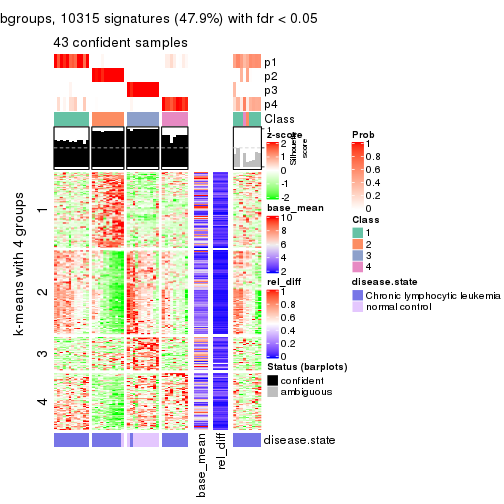 bgroups, 10315 signatures (47.9%) with fdr < 0.05
43 confident samples
p1
p2
p3
p4
Class
1
Silhouette
score
k-means with 4 groups
1
2
3
4
disease.state
base_mean
rel_diff
z-score
2
1
0
-1
-2
base_mean
10
8
6
4
2
rel_diff
1
0.8
0.6
0.4
0.2
0
Status (barplots)
confident
ambiguous
Prob
1
0.8
0.6
0.4
0.2
0
Class
1
2
3
4
disease.state
Chronic lymphocytic leukemia
normal control